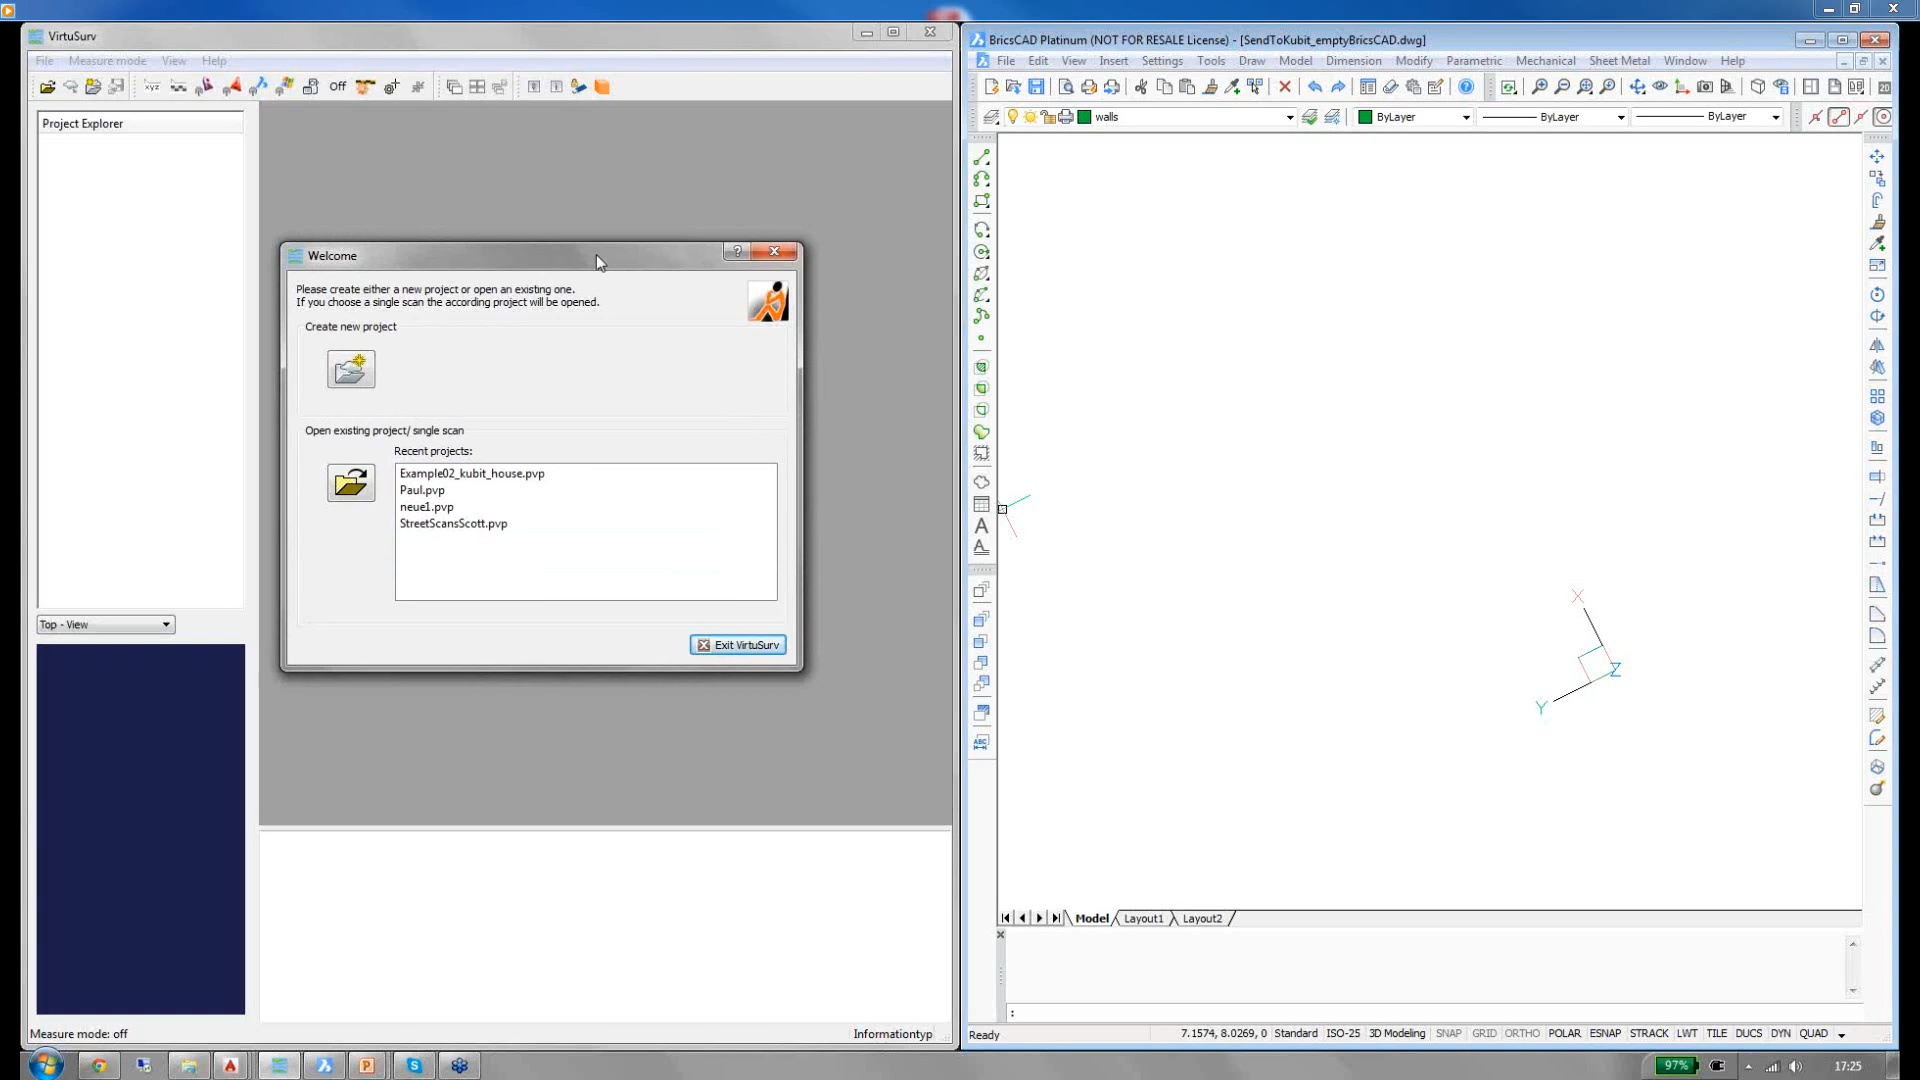 VirtuSurv
File Measure mode View Help
Off
Project Explorer
Top - View
Measure mode: off
Informationtyp
Welcome
?
Please create either a new project or open an existing one.
If you choose a single scan the according project will be opened.
Create new project
Open existing project/ single scan
Recent projects:
Example02_kubit_house.pvp
Paul.pvp
neue1.pvp
StreetScansScott.pvp
Exit VirtuSurv
BricsCAD Platinum (NOT FOR RESALE License) - [SendToKubit_emptyBricsCAD.dwg]
File Edit View Insert Settings Tools Draw Model Dimension Modify Parametric Mechanical Sheet Metal Window Help
walls ByLayer ByLayer ByLayer
X
Z
Y
Model Layout1 Layout2
:
Ready 7.1574, 8.0269, 0 Standard ISO-25 3D Modeling SNAP GRID ORTHO POLAR ESNAP STRACK LWT TILE DUCS DYN QUAD
97% 17:25